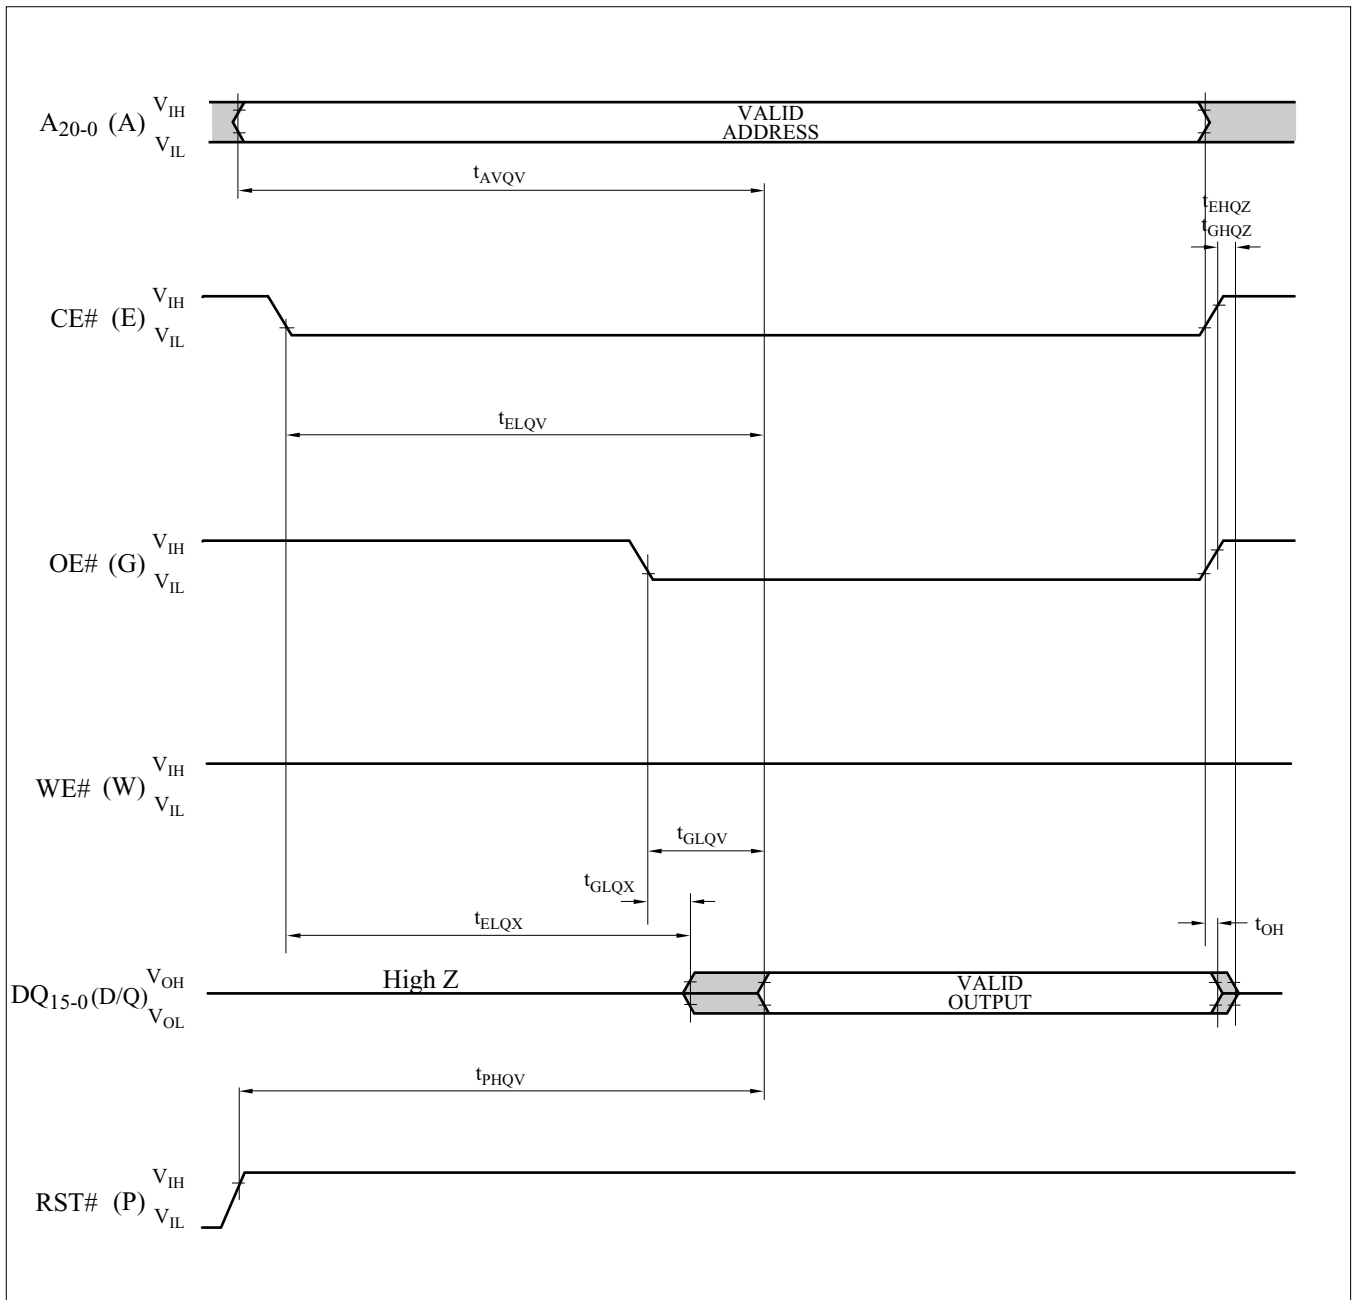 A20-0 (A)
VIH
VIL
VALID
ADDRESS
tAVQV
tEHQZ
tGHQZ
CE# (E)
VIH
VIL
tELQV
OE# (G)
VIH
VIL
WE# (W)
VIH
VIL
tGLQV
tGLQX
tELQX
tOH
DQ15-0 (D/Q)
VOH
VOL
High Z
VALID
OUTPUT
tPHQV
RST# (P)
VIH
VIL